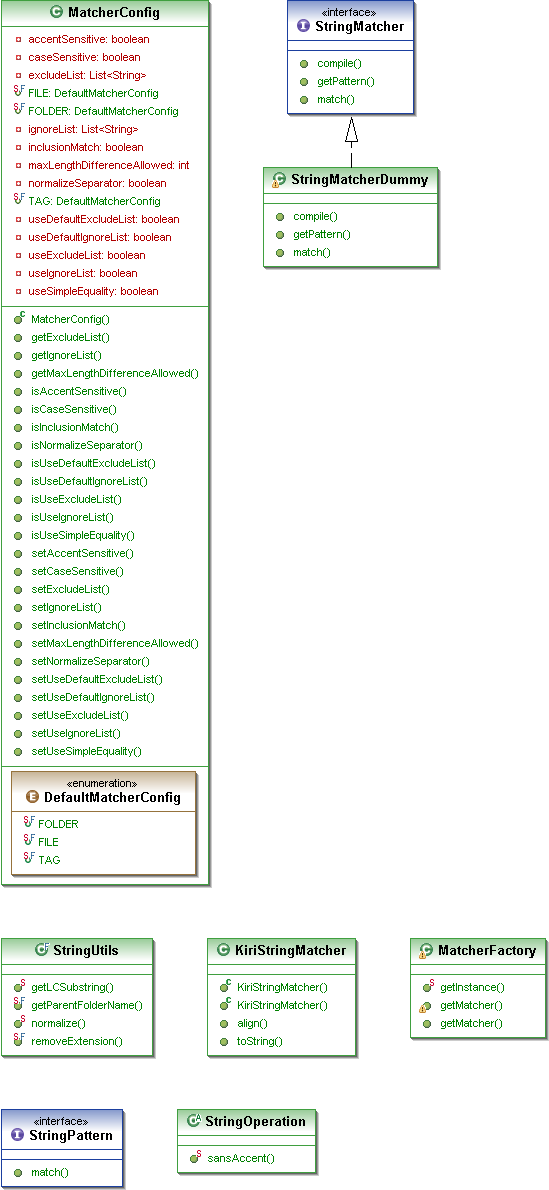 MatcherConfig
accentSensitive: boolean
caseSensitive: boolean
excludeList: List<String>
FILE: DefaultMatcherConfig
FOLDER: DefaultMatcherConfig
ignoreList: List<String>
inclusionMatch: boolean
maxLengthDifferenceAllowed: int
normalizeSeparator: boolean
TAG: DefaultMatcherConfig
useDefaultExcludeList: boolean
useDefaultIgnoreList: boolean
useExcludeList: boolean
useIgnoreList: boolean
useSimpleEquality: boolean
MatcherConfig()
getExcludeList()
getIgnoreList()
getMaxLengthDifferenceAllowed()
isAccentSensitive()
isCaseSensitive()
isInclusionMatch()
isNormalizeSeparator()
isUseDefaultExcludeList()
isUseDefaultIgnoreList()
isUseExcludeList()
isUseIgnoreList()
isUseSimpleEquality()
setAccentSensitive()
setCaseSensitive()
setExcludeList()
setIgnoreList()
setInclusionMatch()
setMaxLengthDifferenceAllowed()
setNormalizeSeparator()
setUseDefaultExcludeList()
setUseDefaultIgnoreList()
setUseExcludeList()
setUseIgnoreList()
setUseSimpleEquality()
«enumeration»
DefaultMatcherConfig
FOLDER
FILE
TAG
«interface»
StringMatcher
compile()
getPattern()
match()
StringMatcherDummy
compile()
getPattern()
match()
StringUtils
getLCSubstring()
getParentFolderName()
normalize()
removeExtension()
KiriStringMatcher
KiriStringMatcher()
KiriStringMatcher()
align()
toString()
MatcherFactory
getInstance()
getMatcher()
getMatcher()
«interface»
StringPattern
match()
StringOperation
sansAccent()